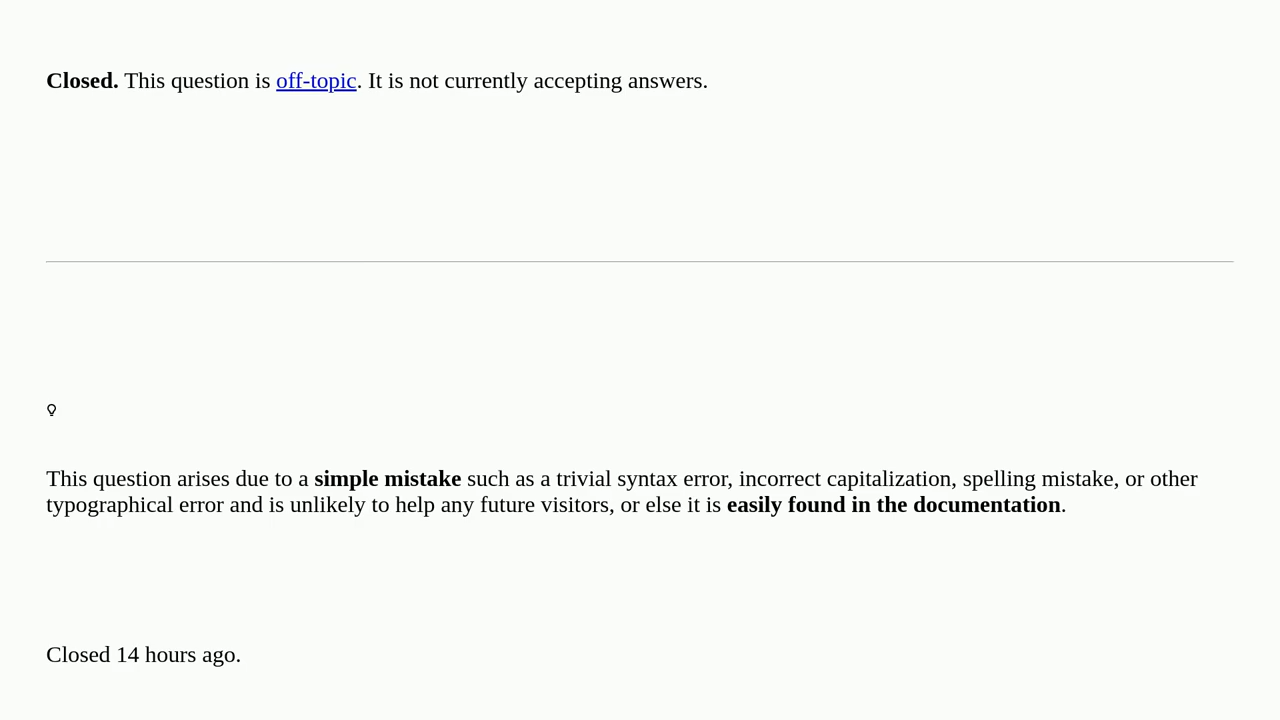 Closed. This question is off-topic. It is not currently accepting answers.
This question arises due to a simple mistake such as a trivial syntax error, incorrect capitalization, spelling mistake, or other
typographical error and is unlikely to help any future visitors, or else it is easily found in the documentation.
Closed 14 hours ago.